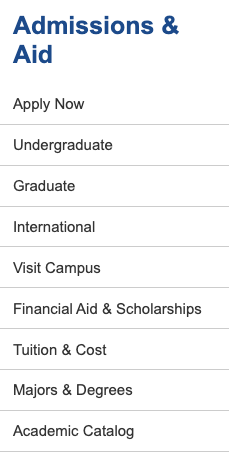 Admissions &
Aid
Apply Now
Undergraduate
Graduate
International
Visit Campus
Financial Aid & Scholarships
Tuition & Cost
Majors & Degrees
Academic Catalog